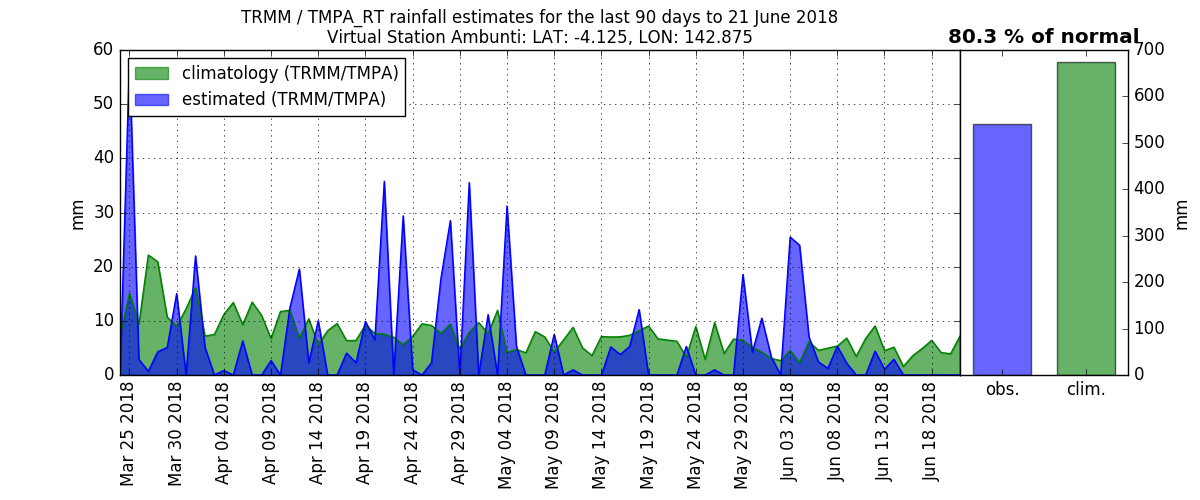 TRMM / TMPA_RT rainfall estimates for the last 90 days to 21 June 2018
Virtual Station Ambunti: LAT: -4.125, LON: 142.875
80.3 % of normal
climatology (TRMM/TMPA)
estimated (TRMM/TMPA)
mm
60
50
40
30
20
10
0
Mar 25 2018
Mar 30 2018
Apr 04 2018
Apr 09 2018
Apr 14 2018
Apr 19 2018
Apr 24 2018
Apr 29 2018
May 04 2018
May 09 2018
May 14 2018
May 19 2018
May 24 2018
May 29 2018
Jun 03 2018
Jun 08 2018
Jun 13 2018
Jun 18 2018
obs.
clim.
700
600
500
400
300
200
100
0
mm